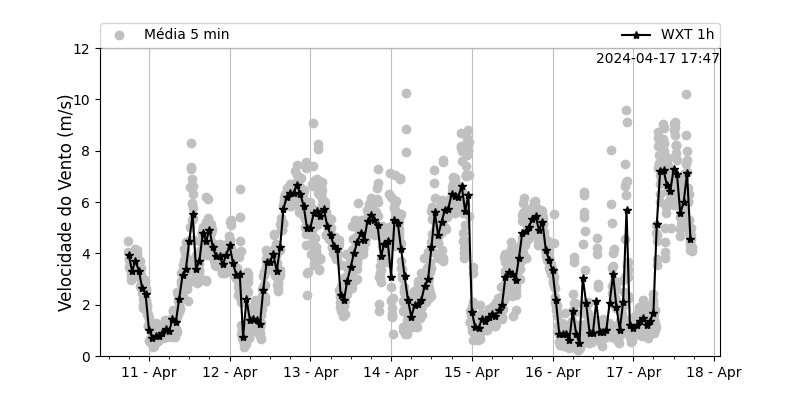 Média 5 min
WXT 1h
2024-04-17 17:47
Velocidade do Vento (m/s)
12
10
8
6
4
2
0
11 - Apr
12 - Apr
13 - Apr
14 - Apr
15 - Apr
16 - Apr
17 - Apr
18 - Apr